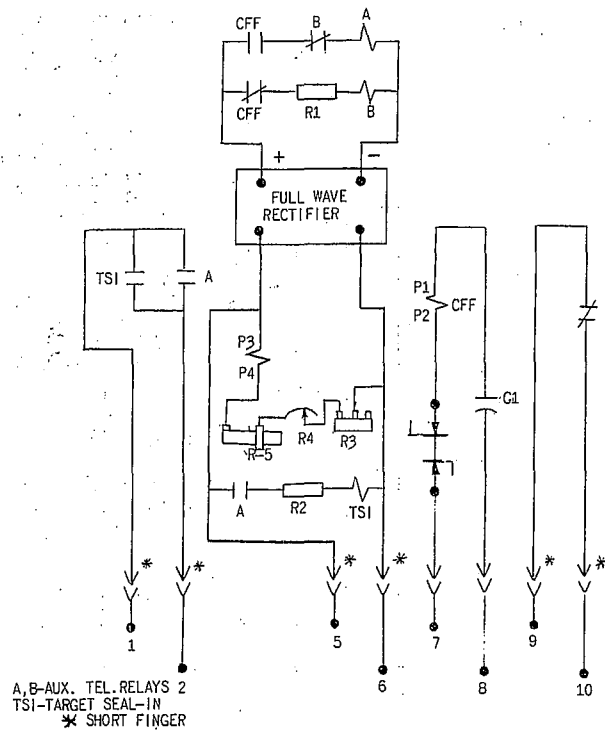 CFF B A
CFF R1 B
+ −
FULL WAVE
RECTIFIER
TSI A
P3
P4
R-5 R4 R3
A R2 TSI
P1
P2 CFF
C1
* * * * * *
1 2 5 6 7 8 9 10
A,B-AUX. TEL.RELAYS
TSI-TARGET SEAL-IN
* SHORT FINGER